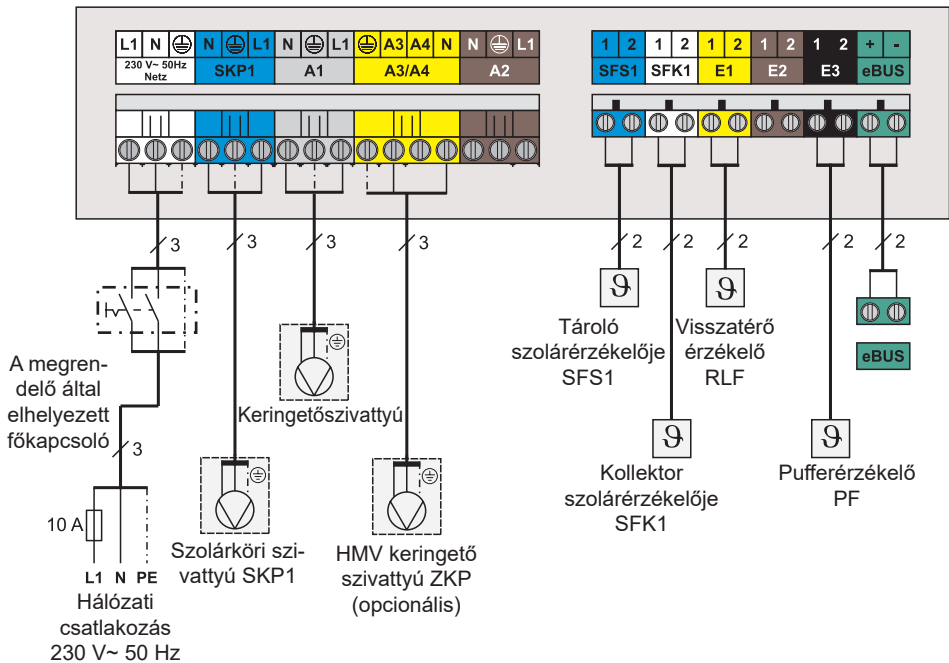 L1 N N L1 N L1 A3 A4 N N L1
230 V~ 50Hz
Netz
SKP1 A1 A3/A4 A2
1 2 1 2 1 2 1 2 1 2 + -
SFS1 SFK1 E1 E2 E3 eBUS
3 3 3 3 2 2 2 2 2
A megren-
delő által
elhelyezett
főkapcsoló
3
10 A
L1 N PE
Hálózati
csatlakozás
230 V~ 50 Hz
Szolárköri szi-
vattyú SKP1
Keringetőszivattyú
HMV keringető
szivattyú ZKP
(opcionális)
ϑ
Tároló
szolárérzékelője
SFS1
ϑ
Visszatérő
érzékelő
RLF
eBUS
ϑ
Kollektor
szolárérzékelője
SFK1
ϑ
Pufferérzékelő
PF